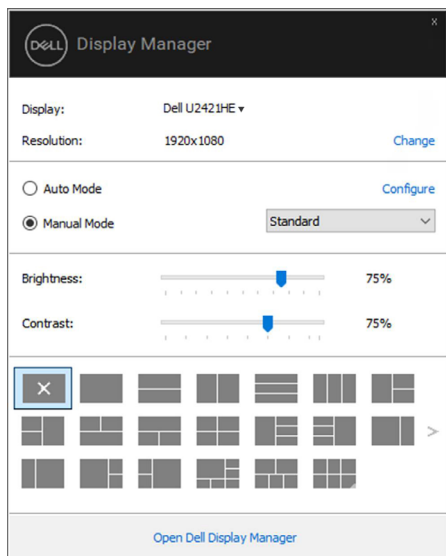 x
DELL Display Manager
Display: Dell U2421HE ▾
Resolution: 1920x1080 Change
Auto Mode Configure
Manual Mode Standard
Brightness: 75%
Contrast: 75%
Open Dell Display Manager